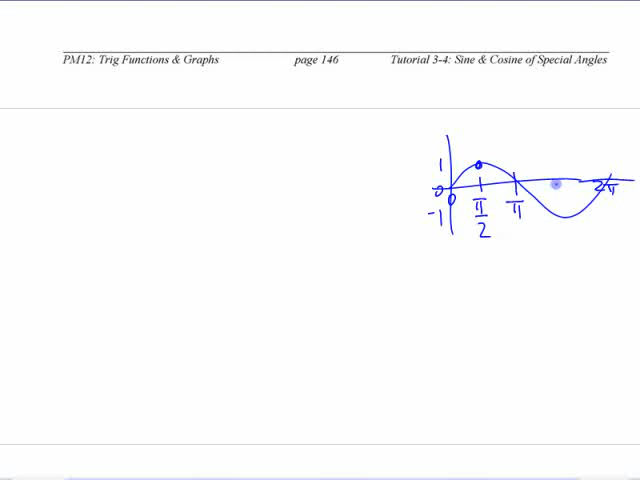 PM12: Trig Functions & Graphs page 146 Tutorial 3-4: Sine & Cosine of Special Angles
1
0
-1
0
π/2
π
2π